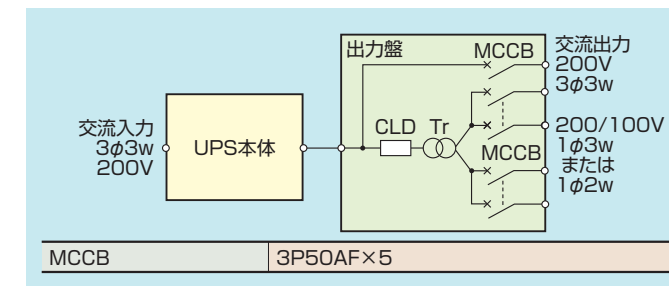 出力盤
MCCB
交流出力
200V
3φ3w
交流入力
3φ3w
200V
UPS本体
CLD Tr
MCCB
200/100V
1φ3w
または
1φ2w
MCCB 3P50AF×5